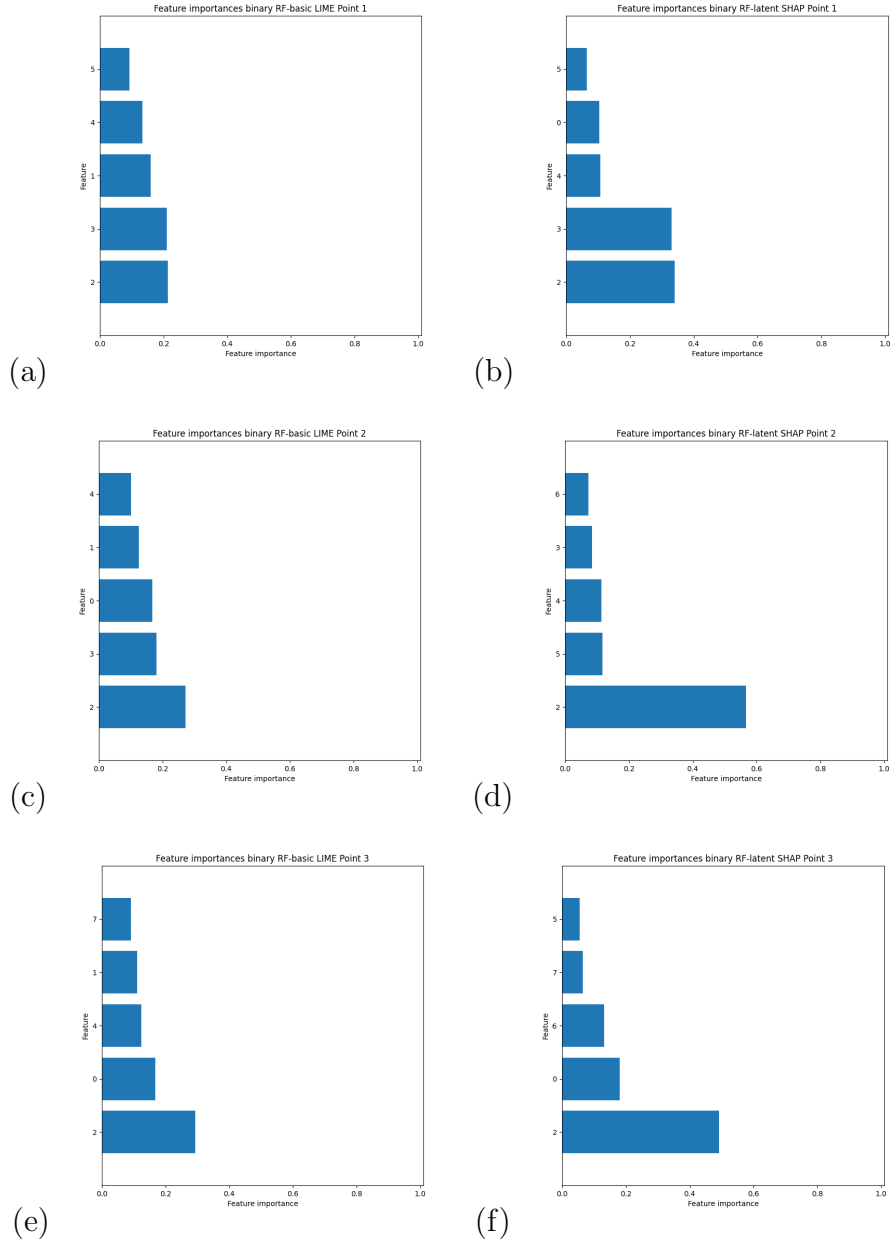 Feature importances binary RF-basic LIME Point 1
5
4
1
3
2
Feature
0.0 0.2 0.4 0.6 0.8 1.0
Feature importance
(a)
Feature importances binary RF-latent SHAP Point 1
5
0
4
3
2
Feature
0.0 0.2 0.4 0.6 0.8 1.0
Feature importance
(b)
Feature importances binary RF-basic LIME Point 2
4
1
0
3
2
Feature
0.0 0.2 0.4 0.6 0.8 1.0
Feature importance
(c)
Feature importances binary RF-latent SHAP Point 2
6
3
4
5
2
Feature
0.0 0.2 0.4 0.6 0.8 1.0
Feature importance
(d)
Feature importances binary RF-basic LIME Point 3
7
1
4
0
2
Feature
0.0 0.2 0.4 0.6 0.8 1.0
Feature importance
(e)
Feature importances binary RF-latent SHAP Point 3
5
7
6
0
2
Feature
0.0 0.2 0.4 0.6 0.8 1.0
Feature importance
(f)